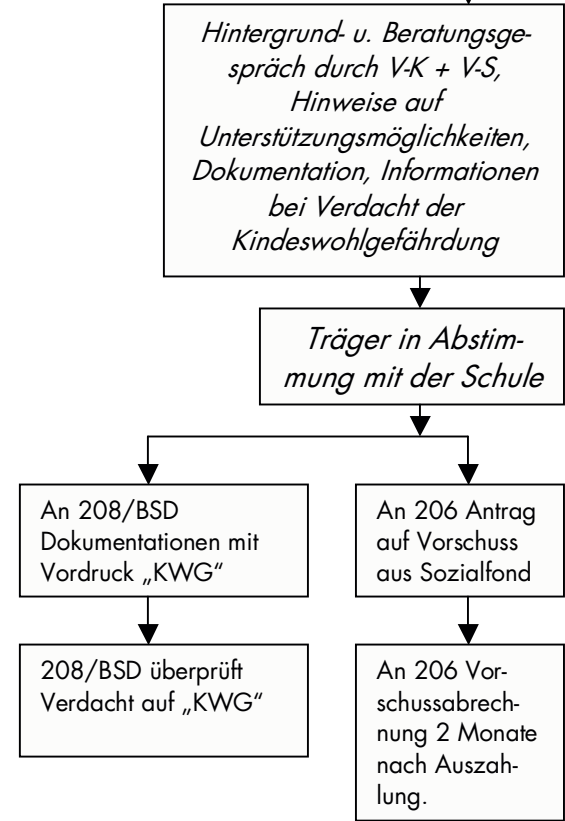 Hintergrund- u. Beratungsge-
spräch durch V-K + V-S,
Hinweise auf
Unterstützungsmöglichkeiten,
Dokumentation, Informationen
bei Verdacht der
Kindeswohlgefährdung
Träger in Abstim-
mung mit der Schule
An 208/BSD
Dokumentationen mit
Vordruck „KWG“
An 206 Antrag
auf Vorschuss
aus Sozialfond
208/BSD überprüft
Verdacht auf „KWG“
An 206 Vor-
schussabrech-
nung 2 Monate
nach Auszah-
lung.